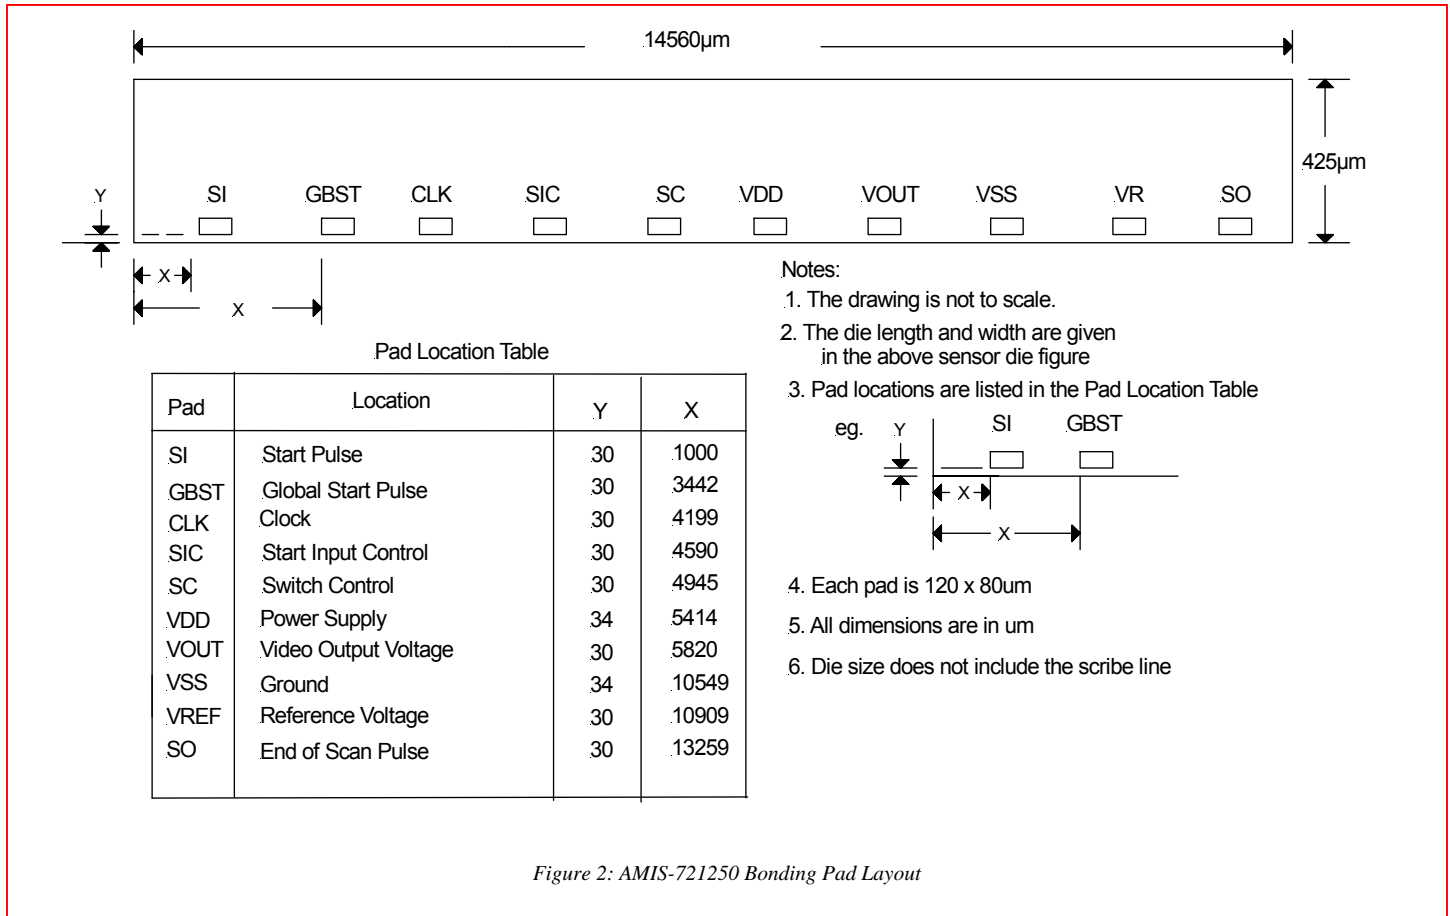 14560µm
425µm
Y
SI GBST CLK SIC SC VDD VOUT VSS VR SO
X
X
Pad Location Table
Pad Location Y X
SI Start Pulse 30 1000
GBST Global Start Pulse 30 3442
CLK Clock 30 4199
SIC Start Input Control 30 4590
SC Switch Control 30 4945
VDD Power Supply 34 5414
VOUT Video Output Voltage 30 5820
VSS Ground 34 10549
VREF Reference Voltage 30 10909
SO End of Scan Pulse 30 13259
Notes:
1. The drawing is not to scale.
2. The die length and width are given
in the above sensor die figure
3. Pad locations are listed in the Pad Location Table
eg. Y SI GBST
X
X
4. Each pad is 120 x 80um
5. All dimensions are in um
6. Die size does not include the scribe line
Figure 2: AMIS-721250 Bonding Pad Layout